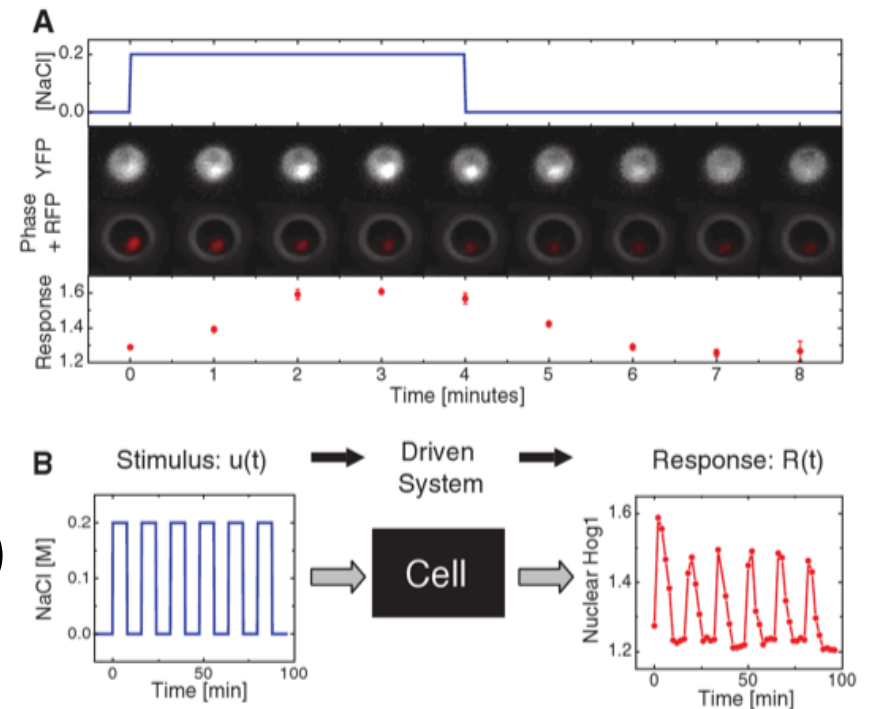 A
[NaCl]
0.2
0.0
YFP
Phase
+ RFP
Response
1.6
1.4
1.2
0 1 2 3 4 5 6 7 8
Time [minutes]
B
Stimulus: u(t)
Driven
System
Response: R(t)
NaCl [M]
0.2
0.1
0.0
0 50 100
Time [min]
Cell
Nuclear Hog1
1.6
1.4
1.2
0 50 100
Time [min]
)